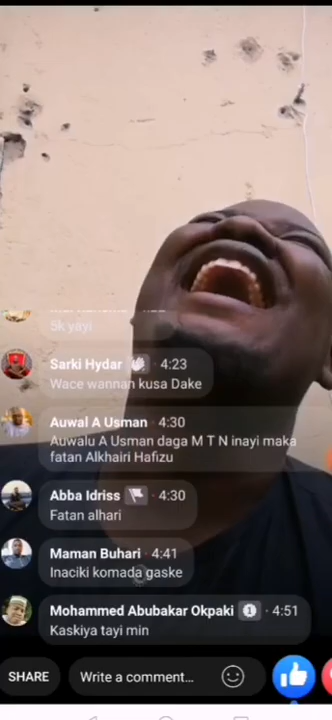 5k yayi
Sarki Hydar · 4:23
Wace wannan kusa Dake
Auwal A Usman · 4:30
Auwalu A Usman daga M T N inayi maka
fatan Alkhairi Hafizu
Abba Idriss · 4:30
Fatan alhari
Maman Buhari · 4:41
Inaciki komada gaske
Mohammed Abubakar Okpaki 1 · 4:51
Kaskiya tayi min
SHARE Write a comment...